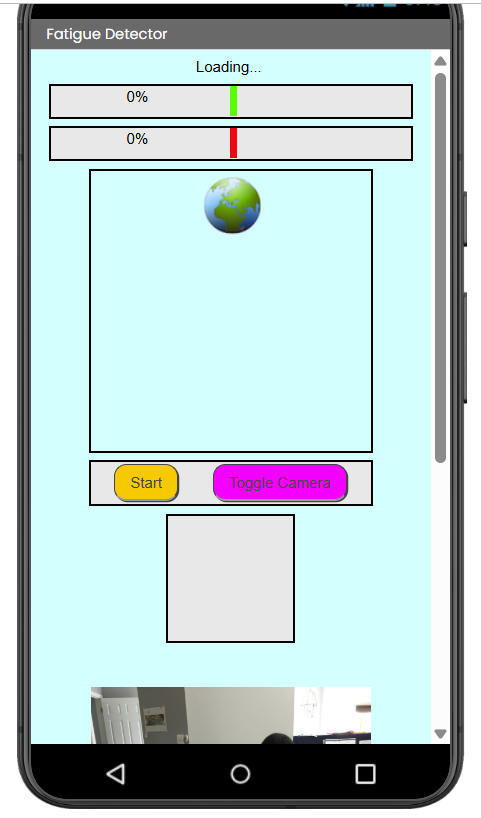 Fatigue Detector
Loading...
0%
0%
Start
Toggle Camera